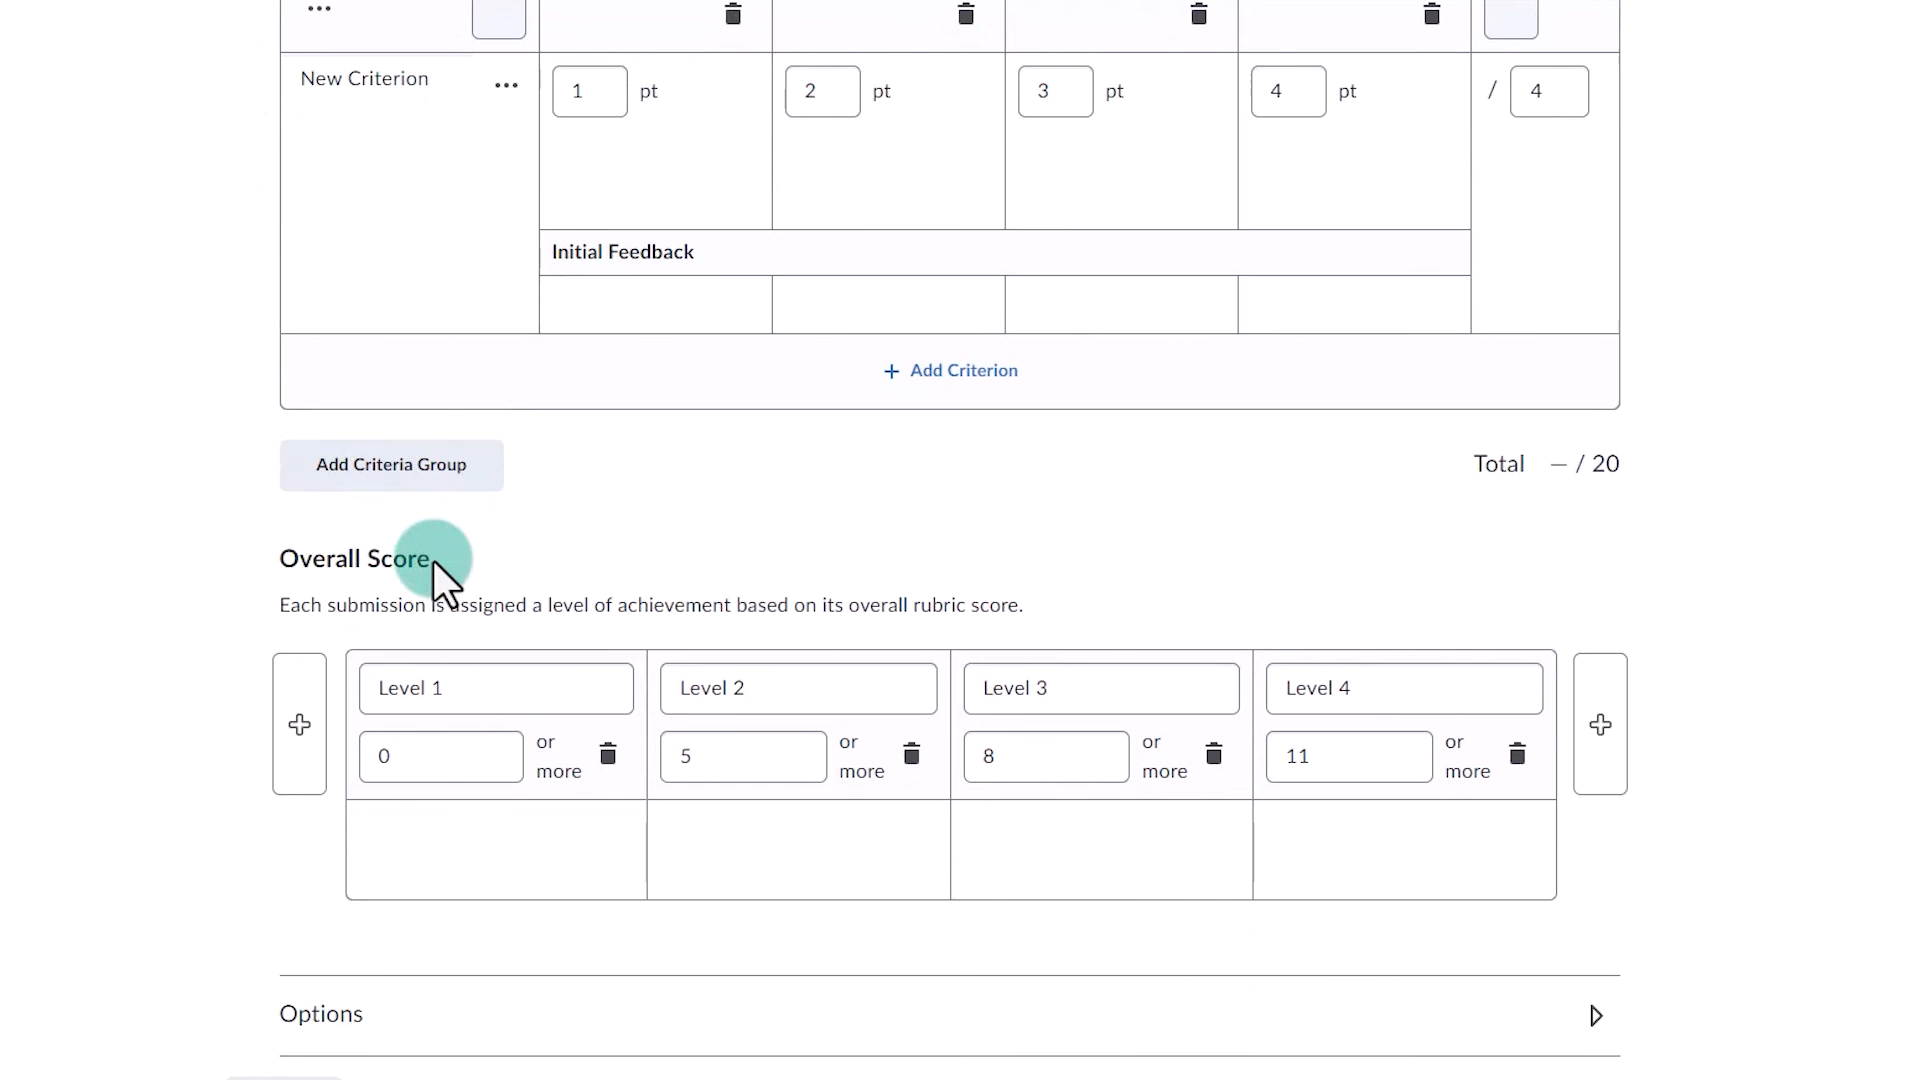 New Criterion
1 pt 2 pt 3 pt 4 pt / 4
Initial Feedback
+ Add Criterion
Add Criteria Group
Total — / 20
Overall Score
Each submission is assigned a level of achievement based on its overall rubric score.
Level 1 Level 2 Level 3 Level 4
0 or more 5 or more 8 or more 11 or more
Options